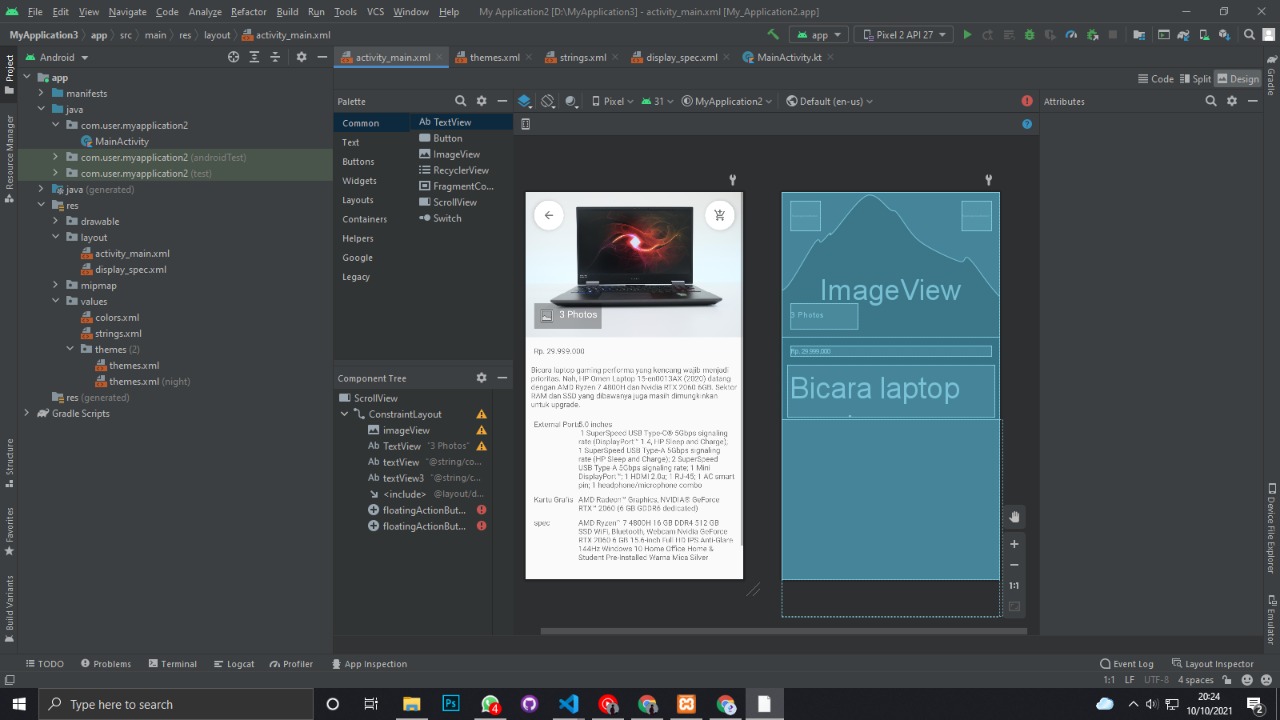 File Edit View Navigate Code Analyze Refactor Build Run Tools VCS Window Help My Application2 [D:\MyApplication3] - activity_main.xml [My_Application2.app]
MyApplication3 app src main res layout activity_main.xml
app Pixel 2 API 27
Android
activity_main.xml themes.xml strings.xml display_spec.xml MainActivity.kt
Code Split Design
Project
Resource Manager
Structure
Favorites
Build Variants
app
manifests
java
com.user.myapplication2
MainActivity
com.user.myapplication2 (androidTest)
com.user.myapplication2 (test)
java (generated)
res
drawable
layout
activity_main.xml
display_spec.xml
mipmap
values
colors.xml
strings.xml
themes (2)
themes.xml
themes.xml (night)
res (generated)
Gradle Scripts
Palette
Common
Text
Buttons
Widgets
Layouts
Containers
Helpers
Google
Legacy
Ab TextView
Button
ImageView
RecyclerView
FragmentCo...
ScrollView
Switch
Component Tree
ScrollView
ConstraintLayout
imageView
Ab TextView "3 Photos"
Ab textView "@string/co...
Ab textView3 "@string/c...
<include> @layout/d...
floatingActionBut...
floatingActionBut...
Pixel 31 MyApplication2 Default (en-us)
3 Photos
Rp. 29.999.000
Bicara laptop gaming performa yang kencang wajib menjadi
prioritas. Nah, HP Omen Laptop 15-en0013AX (2020) datang
dengan AMD Ryzen 7 4800H dan Nvidia RTX 2060 6GB. Sektor
RAM dan SSD yang dibawanya juga masih dimungkinkan
untuk upgrade.
External Port 5.0 inches
1 SuperSpeed USB Type-C® 5Gbps signaling
rate (DisplayPort™ 1.4, HP Sleep and Charge);
1 SuperSpeed USB Type-A 5Gbps signaling
rate (HP Sleep and Charge); 2 SuperSpeed
USB Type-A 5Gbps signaling rate; 1 Mini
DisplayPort™; 1 HDMI 2.0a; 1 RJ-45; 1 AC smart
pin; 1 headphone/microphone combo
Kartu Grafis AMD Radeon™ Graphics, NVIDIA® GeForce
RTX™ 2060 (6 GB GDDR6 dedicated)
spec AMD Ryzen™ 7 4800H 16 GB DDR4 512 GB
SSD WiFi, Bluetooth, Webcam Nvidia GeForce
RTX 2060 6 GB 15.6-inch Full HD IPS Anti-Glare
144Hz Windows 10 Home Office Home &
Student Pre-Installed Warna Mica Silver
ImageView
3 Photos
Rp. 29.999.000
Bicara laptop
1:1
Attributes
Gradle
Device File Explorer
Emulator
TODO Problems Terminal Logcat Profiler App Inspection Event Log Layout Inspector
1:1 LF UTF-8 4 spaces
Type here to search
4
20:24
10/10/2021
2